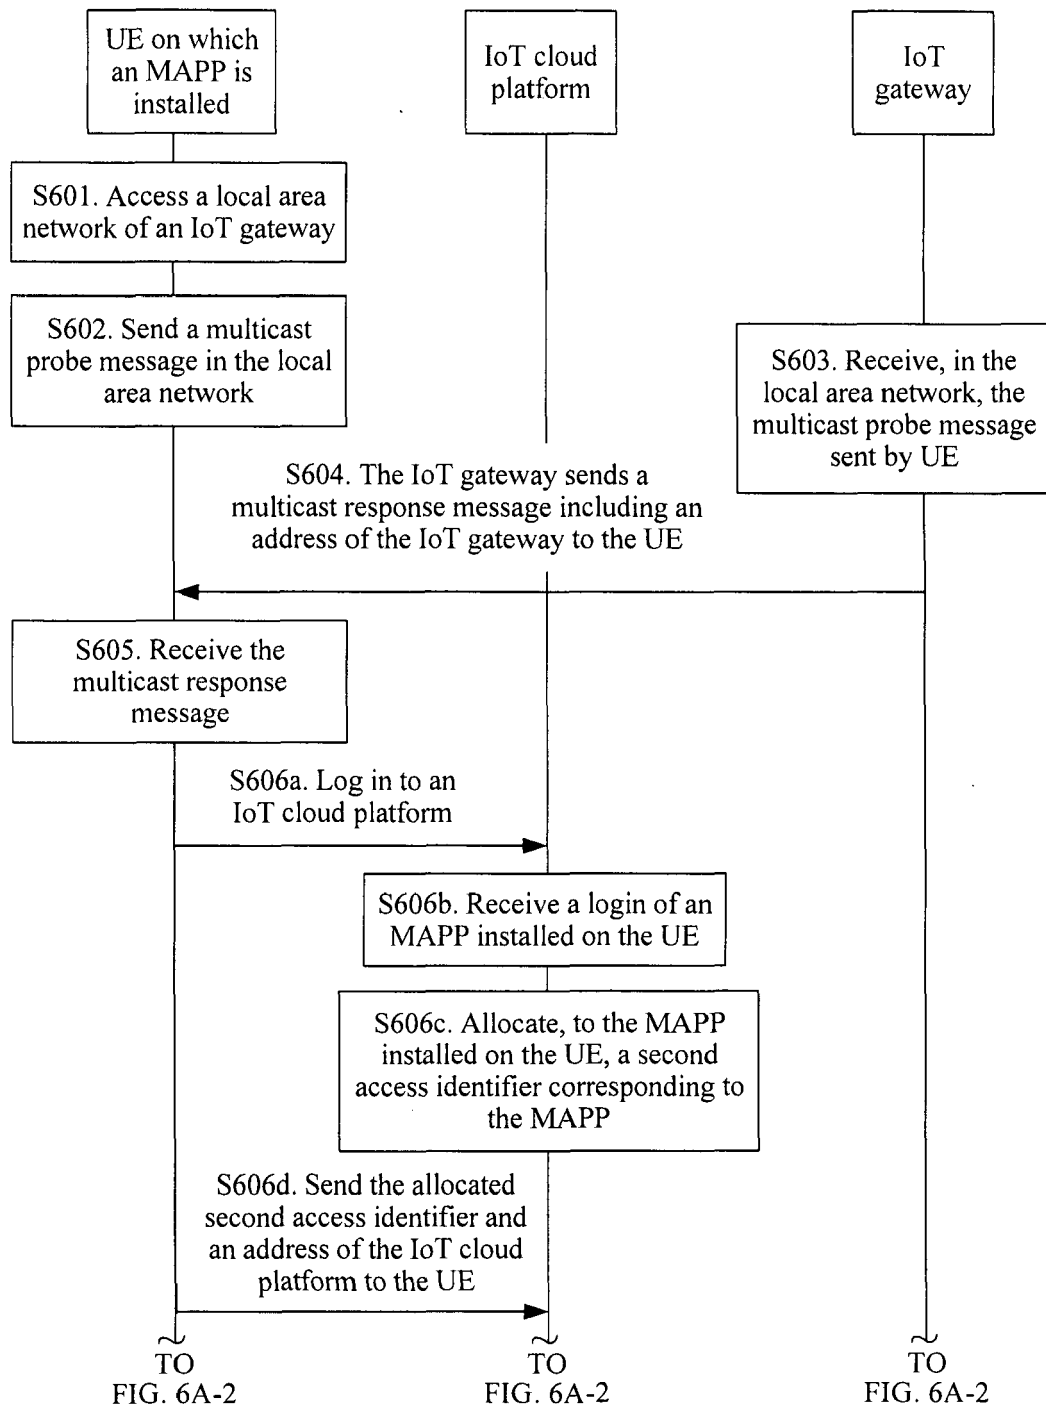 UE on which
an MAPP is
installed
IoT cloud
platform
IoT
gateway
S601. Access a local area
network of an IoT gateway
S602. Send a multicast
probe message in the local
area network
S603. Receive, in the
local area network, the
multicast probe message
sent by UE
S604. The IoT gateway sends a
multicast response message including an
address of the IoT gateway to the UE
S605. Receive the
multicast response
message
S606a. Log in to an
IoT cloud platform
S606b. Receive a login of an
MAPP installed on the UE
S606c. Allocate, to the MAPP
installed on the UE, a second
access identifier corresponding to
the MAPP
S606d. Send the allocated
second access identifier and
an address of the IoT cloud
platform to the UE
TO
FIG. 6A-2
TO
FIG. 6A-2
TO
FIG. 6A-2